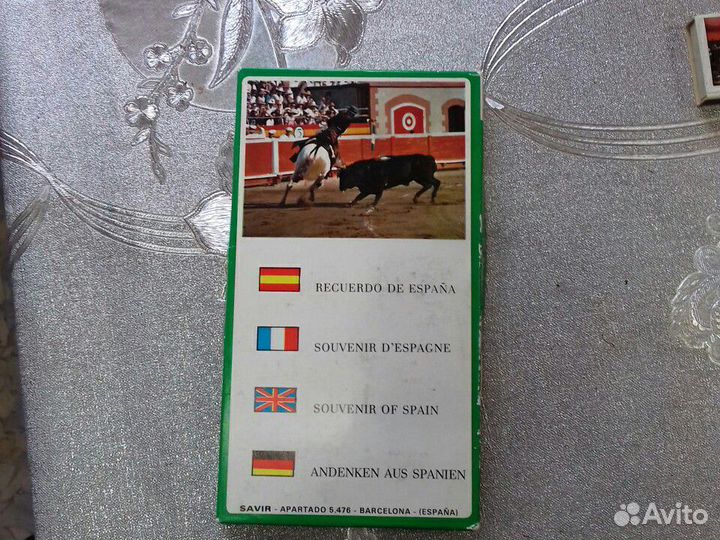 RECUERDO DE ESPAÑA
SOUVENIR D'ESPAGNE
SOUVENIR OF SPAIN
ANDENKEN AUS SPANIEN
SAVIR - APARTADO 5,476 - BARCELONA - (ESPAÑA)
Avito